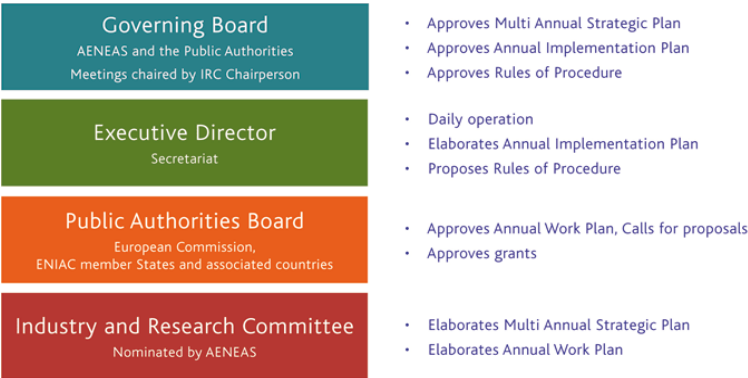 Governing Board
AENEAS and the Public Authorities
Meetings chaired by IRC Chairperson
• Approves Multi Annual Strategic Plan
• Approves Annual Implementation Plan
• Approves Rules of Procedure
Executive Director
Secretariat
• Daily operation
• Elaborates Annual Implementation Plan
• Proposes Rules of Procedure
Public Authorities Board
European Commission,
ENIAC member States and associated countries
• Approves Annual Work Plan, Calls for proposals
• Approves grants
Industry and Research Committee
Nominated by AENEAS
• Elaborates Multi Annual Strategic Plan
• Elaborates Annual Work Plan